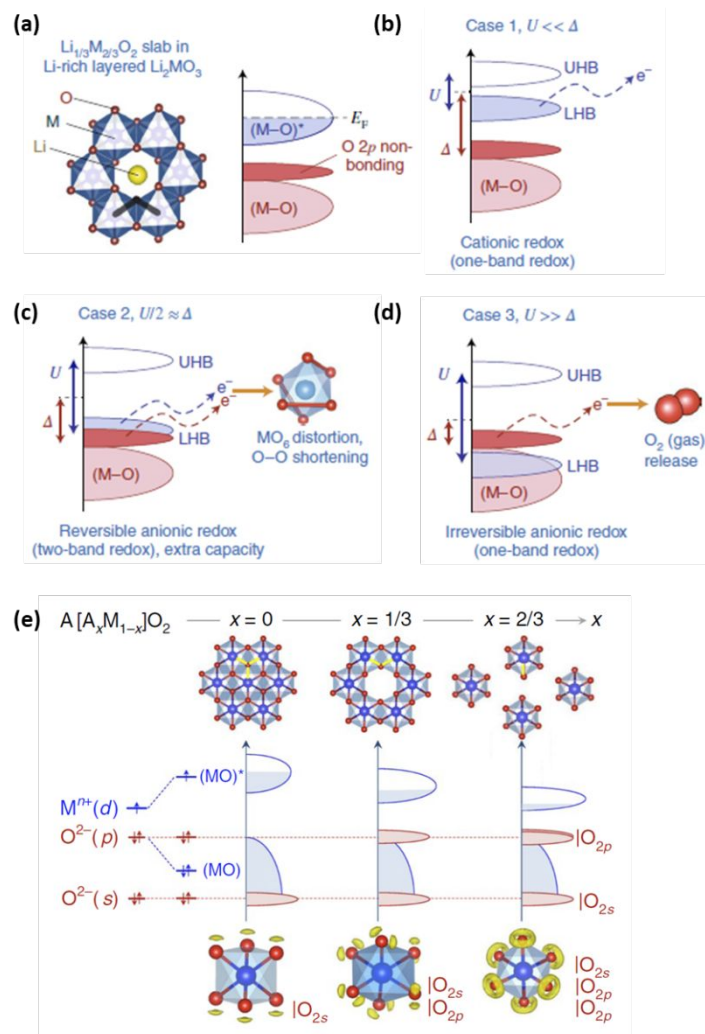 (a)
Li1/3M2/3O2 slab in
Li-rich layered Li2MO3
O
M
Li
(M–O)*
EF
O 2p non-
bonding
(M–O)
(b)
Case 1, U << Δ
UHB
e–
U
LHB
Δ
(M–O)
Cationic redox
(one-band redox)
(c)
Case 2, U/2 ≈ Δ
UHB
U
e–
e–
Δ
LHB
(M–O)
MO6 distortion,
O–O shortening
Reversible anionic redox
(two-band redox), extra capacity
(d)
Case 3, U >> Δ
UHB
U
e–
Δ
LHB
(M–O)
O2 (gas)
release
Irreversible anionic redox
(one-band redox)
(e)
A[AxM1−x]O2
x = 0
x = 1/3
x = 2/3
x
(MO)*
Mn+(d)
O2−(p)
|O2p
(MO)
O2−(s)
|O2s
|O2s
|O2s
|O2p
|O2s
|O2p
|O2p